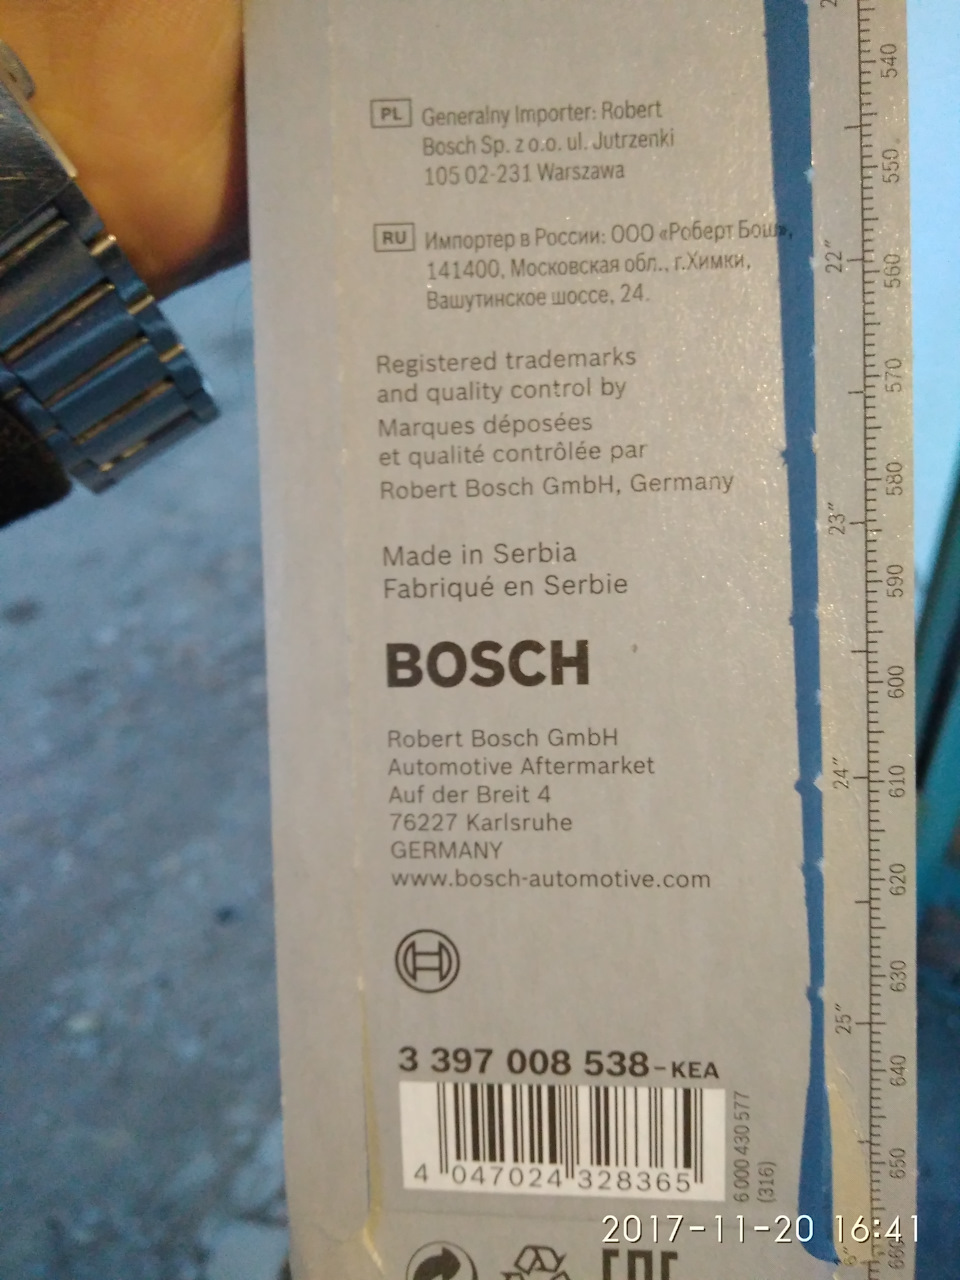 PL Generalny Importer: Robert
Bosch Sp. z o.o. ul. Jutrzenki
105 02-231 Warszawa
RU Импортер в России: ООО «Роберт Бош»,
141400, Московская обл., г.Химки,
Вашутинское шоссе, 24.
Registered trademarks
and quality control by
Marques déposées
et qualité contrôlée par
Robert Bosch GmbH, Germany
Made in Serbia
Fabriqué en Serbie
BOSCH
Robert Bosch GmbH
Automotive Aftermarket
Auf der Breit 4
76227 Karlsruhe
GERMANY
www.bosch-automotive.com
3 397 008 538-KEA
4 047024 328365
6 000 430 577
(316)
540
550
22"
560
570
580
23"
590
600
24"
610
620
630
25"
640
650
660
2017-11-20 16:41